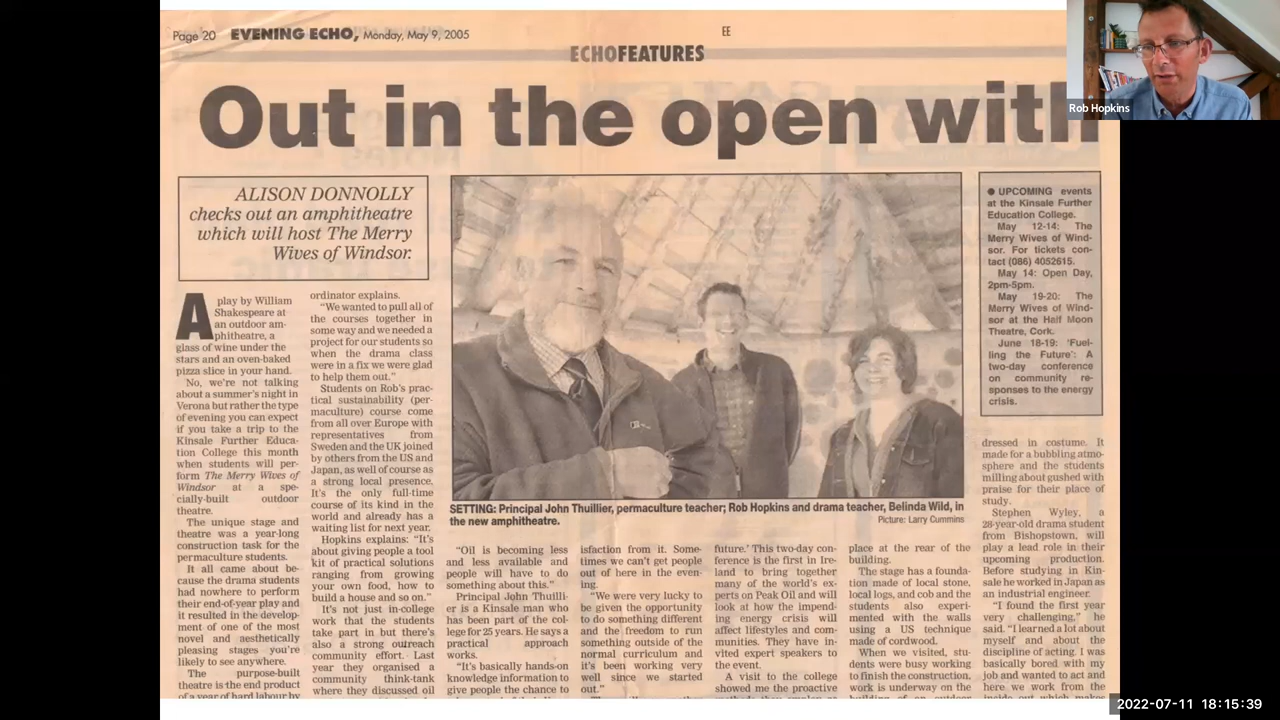 Page 20 EVENING ECHO, Monday, May 9, 2005
EE
ECHOFEATURES
Out in the open with
Rob Hopkins
ALISON DONNOLLY
checks out an amphitheatre
which will host The Merry
Wives of Windsor.
A play by William
Shakespeare at
an outdoor am-
phitheatre, a
glass of wine under the
stars and an oven-baked
pizza slice in your hand.
No, we're not talking
about a summer's night in
Verona but rather the type
of evening you can expect
if you take a trip to the
Kinsale Further Educa-
tion College this month
when students will per-
form The Merry Wives of
Windsor at a spe-
cially-built outdoor
theatre.
The unique stage and
theatre was a year-long
construction task for the
permaculture students.
It all came about be-
cause the drama students
had nowhere to perform
their end-of-year play and
it resulted in the develop-
ment of one of the most
novel and aesthetically
pleasing stages you're
likely to see anywhere.
The purpose-built
theatre is the end product
of a year of hard labour by
ordinator explains.
"We wanted to pull all of
the courses together in
some way and we needed a
project for our students so
when the drama class
were in a fix we were glad
to help them out."
Students on Rob's prac-
tical sustainability (per-
maculture) course come
from all over Europe with
representatives from
Sweden and the UK joined
by others from the US and
Japan, as well of course as
a strong local presence.
It's the only full-time
course of its kind in the
world and already has a
waiting list for next year.
Hopkins explains: "It's
about giving people a tool
kit of practical solutions
ranging from growing
your own food, how to
build a house and so on."
It's not just in-college
work that the students
take part in but there's
also a strong outreach
community effort. Last
year they organised a
community think-tank
where they discussed oil
SETTING: Principal John Thuillier, permaculture teacher; Rob Hopkins and drama teacher, Belinda Wild, in
the new amphitheatre.
Picture: Larry Cummins
"Oil is becoming less
and less available and
people will have to do
something about this."
Principal John Thuilli-
er is a Kinsale man who
has been part of the col-
lege for 25 years. He says a
practical approach
works.
"It's basically hands-on
knowledge information to
give people the chance to
isfaction from it. Some-
times we can't get people
out of here in the even-
ing.
"We were very lucky to
be given the opportunity
to do something different
and the freedom to run
something outside of the
normal curriculum and
it's been working very
well since we started
out."
future.' This two-day con-
ference is the first in Ire-
land to bring together
many of the world's ex-
perts on Peak Oil and will
look at how the impend-
ing energy crisis will
affect lifestyles and com-
munities. They have in-
vited expert speakers to
the event.
A visit to the college
showed me the proactive
place at the rear of the
building.
The stage has a founda-
tion made of local stone,
local logs, and cob and the
students also experi-
mented with the walls
using a US technique
made of cordwood.
When we visited, stu-
dents were busy working
to finish the construction,
work is underway on the
● UPCOMING events
at the Kinsale Further
Education College.
May 12-14: The
Merry Wives of Wind-
sor. For tickets con-
tact (086) 4052615.
May 14: Open Day,
2pm-5pm.
May 19-20: The
Merry Wives of Wind-
sor at the Half Moon
Theatre, Cork.
June 18-19: 'Fuel-
ling the Future': A
two-day conference
on community re-
sponses to the energy
crisis.
dressed in costume. It
made for a bubbling atmo-
sphere and the students
milling about gushed with
praise for their place of
study.
Stephen Wyley, a
28-year-old drama student
from Bishopstown, will
play a lead role in their
upcoming production.
Before studying in Kin-
sale he worked in Japan as
an industrial engineer.
"I found the first year
very challenging," he
said. "I learned a lot about
myself and about the
discipline of acting. I was
basically bored with my
job and wanted to act and
here we work from the
2022-07-11 18:15:39